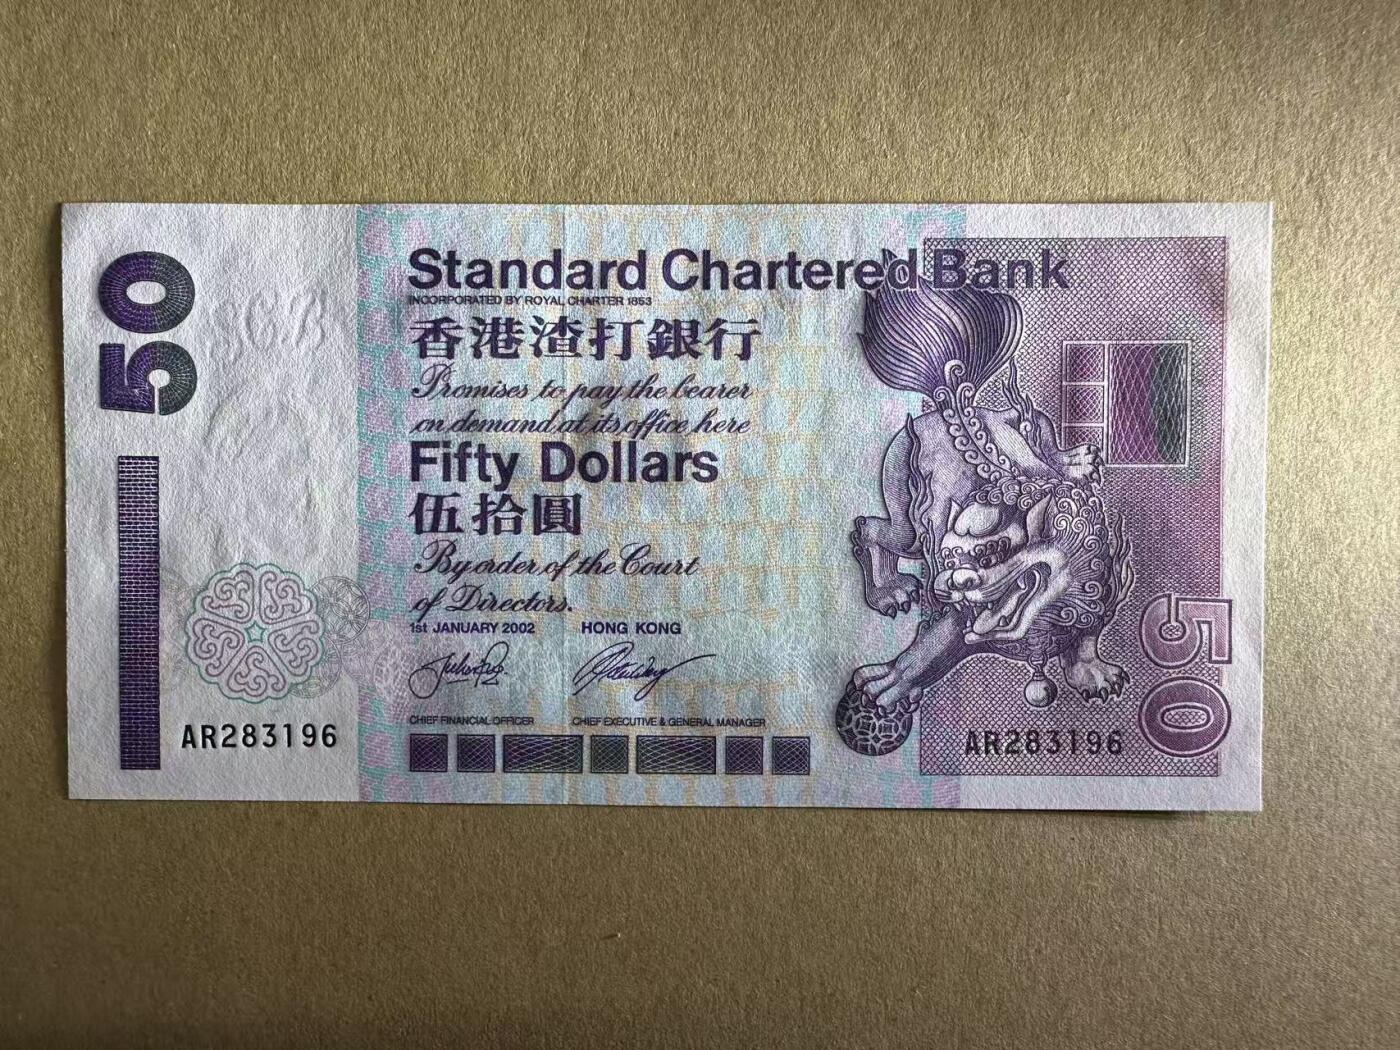 50
Standard Chartered Bank
INCORPORATED BY ROYAL CHARTER 1853
香港渣打銀行
Promises to pay the bearer
on demand at its office here
Fifty Dollars
伍拾圓
By order of the Court
of Directors.
1st JANUARY 2002 HONG KONG
CHIEF FINANCIAL OFFICER CHIEF EXECUTIVE & GENERAL MANAGER
AR283196
AR283196
50